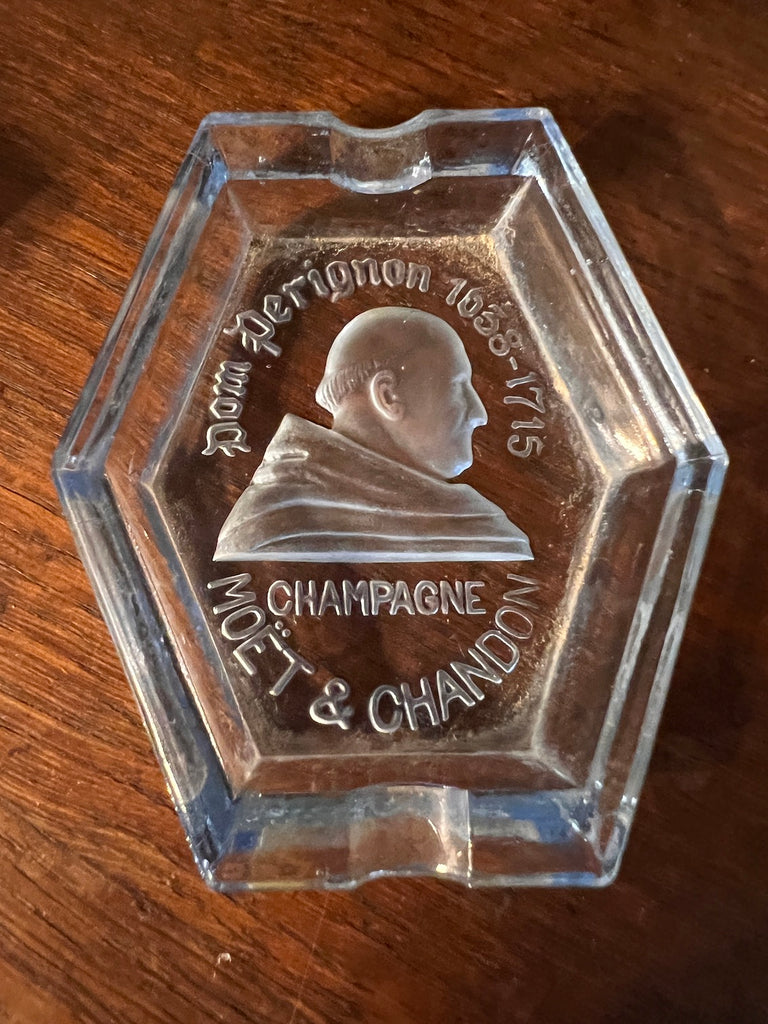 Dom Perignon 1638-1715
CHAMPAGNE
MOËT & CHANDON